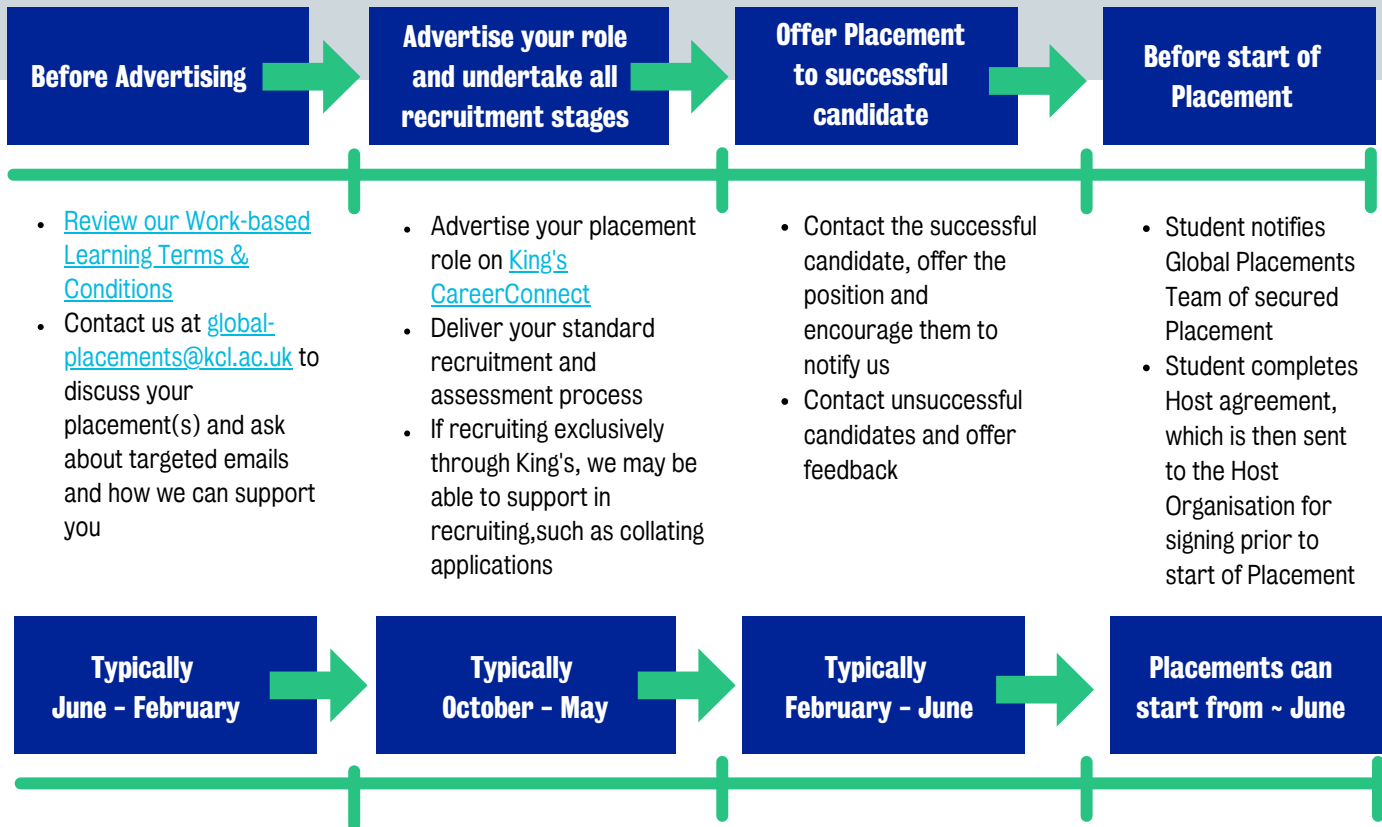 Before Advertising
Advertise your role
and undertake all
recruitment stages
Offer Placement
to successful
candidate
Before start of
Placement
• Review our Work-based
Learning Terms &
Conditions
• Contact us at global-
placements@kcl.ac.uk to
discuss your
placement(s) and ask
about targeted emails
and how we can support
you
• Advertise your placement
role on King's
CareerConnect
• Deliver your standard
recruitment and
assessment process
• If recruiting exclusively
through King's, we may be
able to support in
recruiting,such as collating
applications
• Contact the successful
candidate, offer the
position and
encourage them to
notify us
• Contact unsuccessful
candidates and offer
feedback
• Student notifies
Global Placements
Team of secured
Placement
• Student completes
Host agreement,
which is then sent
to the Host
Organisation for
signing prior to
start of Placement
Typically
June - February
Typically
October - May
Typically
February - June
Placements can
start from ~ June